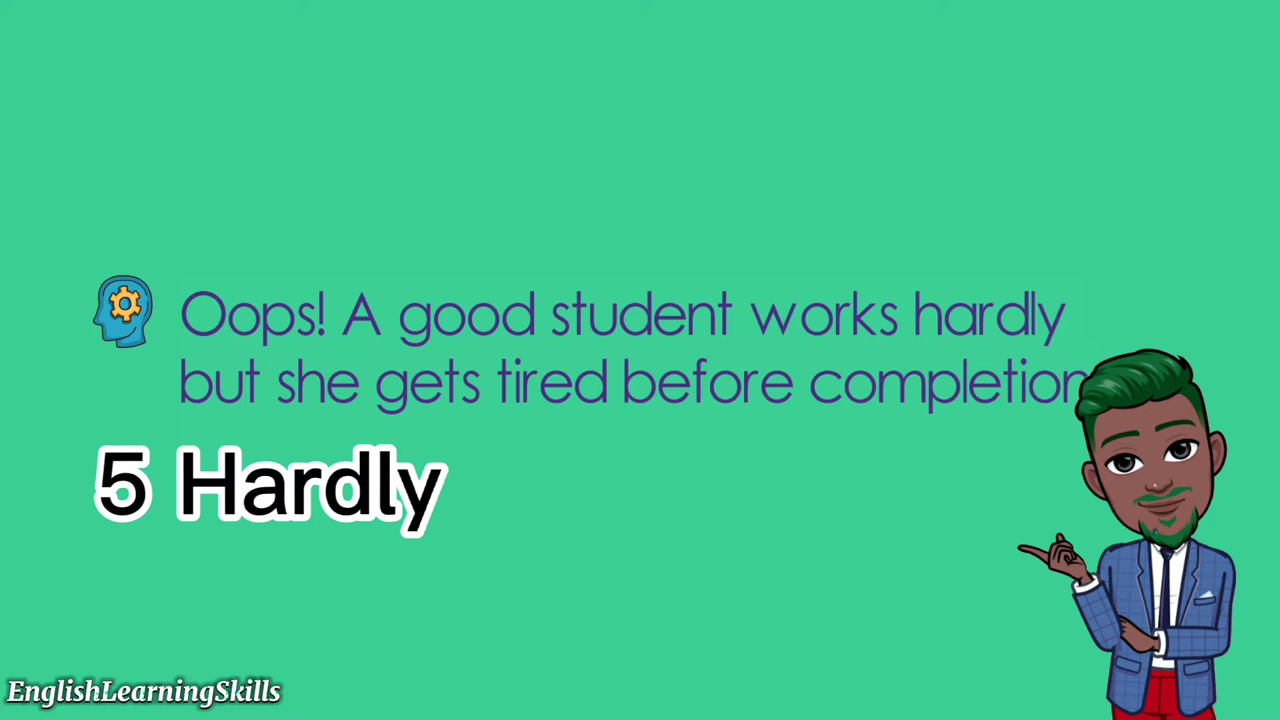 Oops! A good student works hardly
but she gets tired before completion
5 Hardly
EnglishLearningSkills